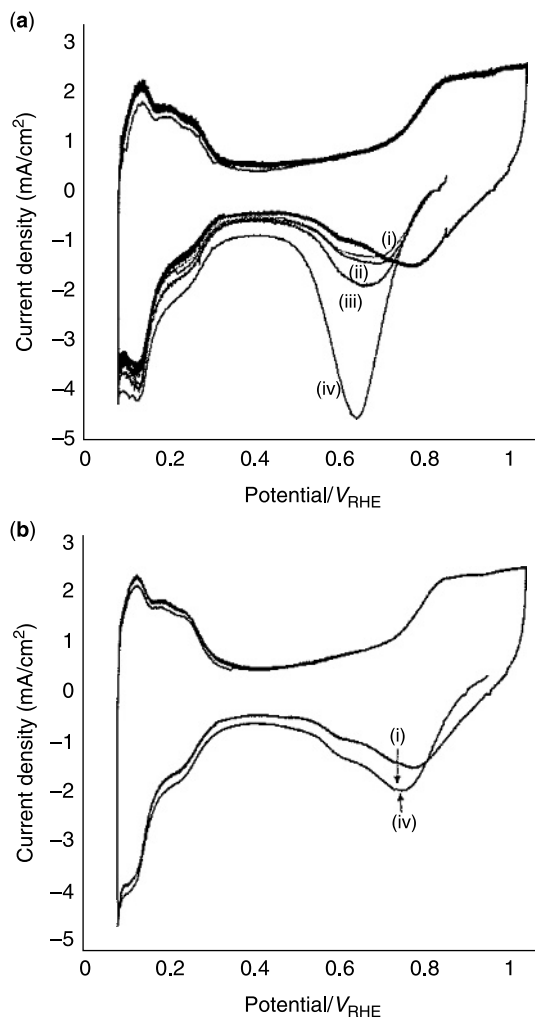 (a)
3
2
1
0
−1
−2
−3
−4
−5
Current density (mA/cm²)
(i)
(ii)
(iii)
(iv)
0 0.2 0.4 0.6 0.8 1
Potential/V_RHE
(b)
3
2
1
0
−1
−2
−3
−4
−5
Current density (mA/cm²)
(i)
(iv)
0 0.2 0.4 0.6 0.8 1
Potential/V_RHE